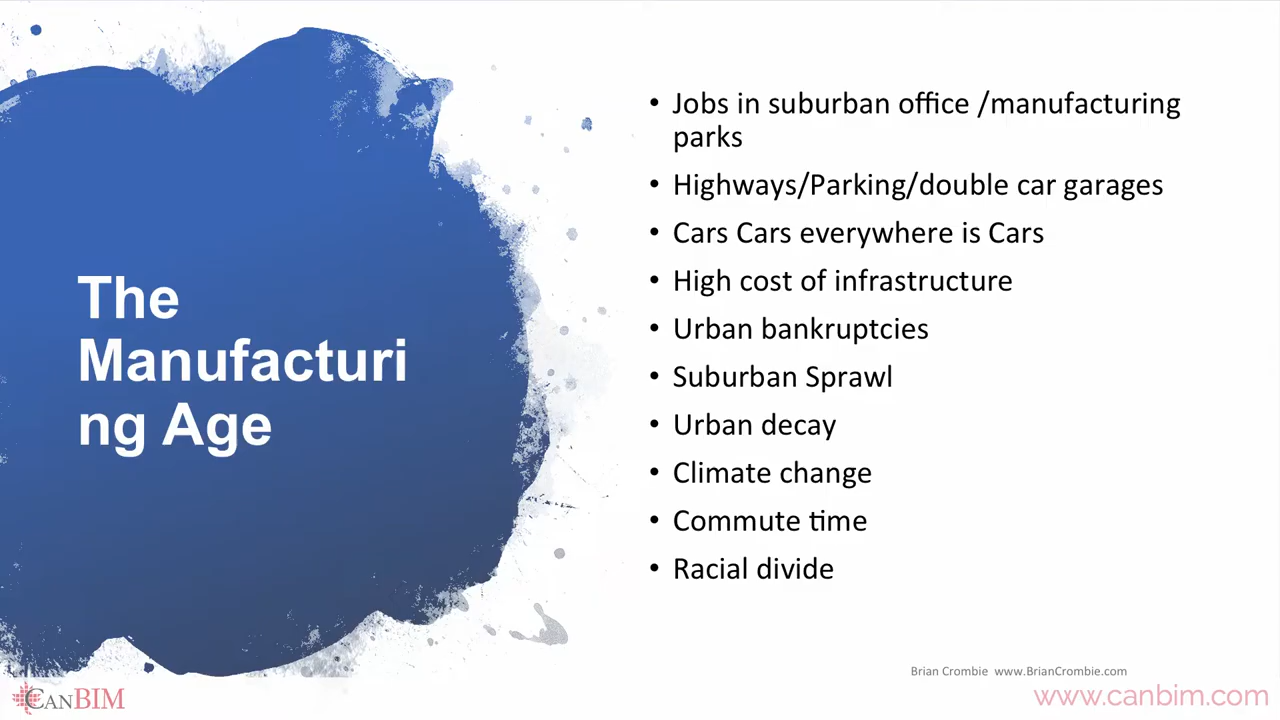 The
Manufacturi
ng Age
• Jobs in suburban office /manufacturing
parks
• Highways/Parking/double car garages
• Cars Cars everywhere is Cars
• High cost of infrastructure
• Urban bankruptcies
• Suburban Sprawl
• Urban decay
• Climate change
• Commute time
• Racial divide
Brian Crombie www.BrianCrombie.com
CANBIM
www.canbim.com